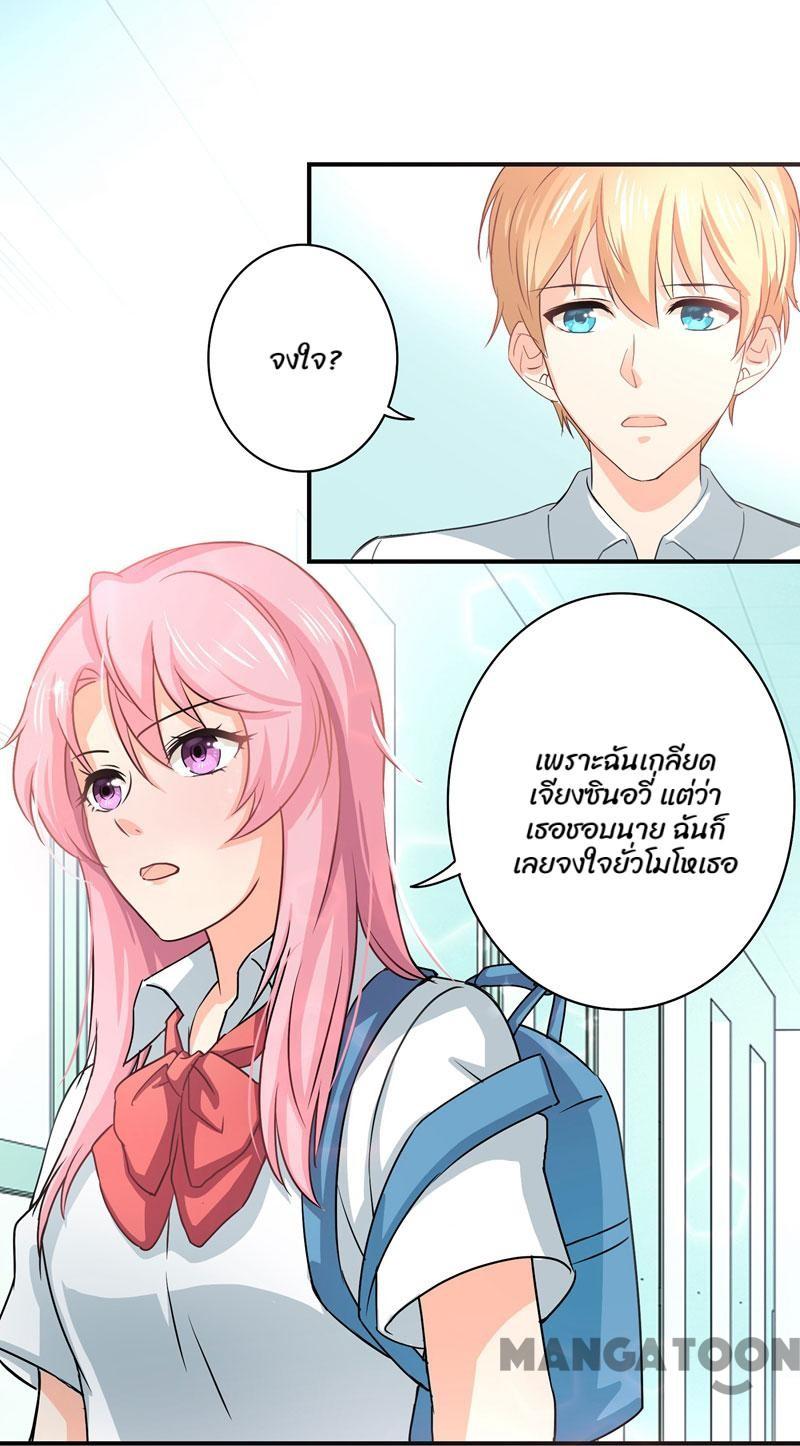 จงใจ?
เพราะฉันเกลียด
เจียงซินอวี่ แต่ว่า
เธอชอบนาย ฉันก็
เลยจงใจยั่วโมโหเธอ
MANGATOON